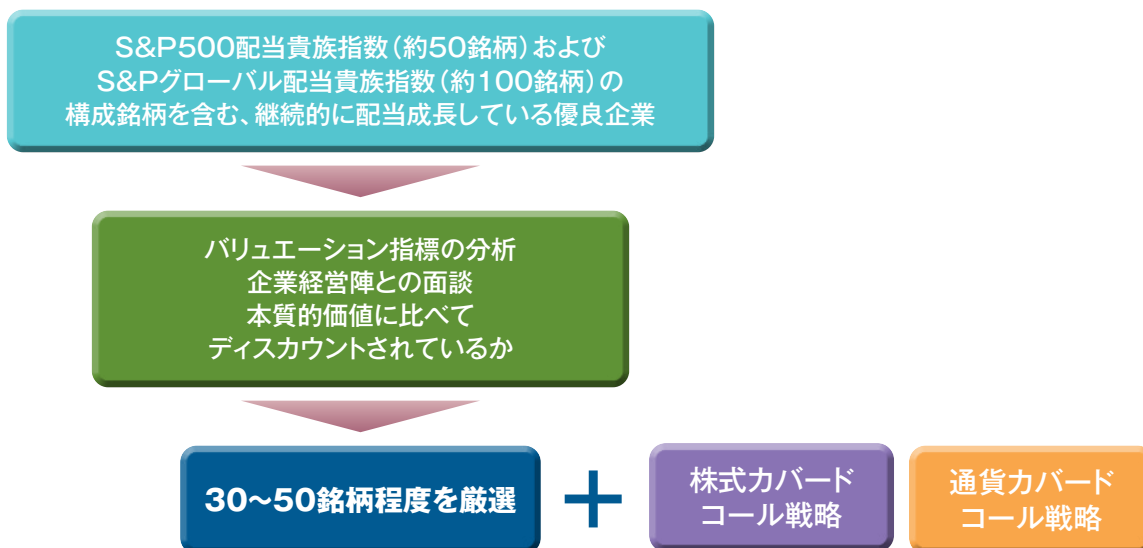 S&P500配当貴族指数（約50銘柄）および
S&Pグローバル配当貴族指数（約100銘柄）の
構成銘柄を含む、継続的に配当成長している優良企業
バリュエーション指標の分析
企業経営陣との面談
本質的価値に比べて
ディスカウントされているか
30～50銘柄程度を厳選
＋
株式カバード
コール戦略
通貨カバード
コール戦略